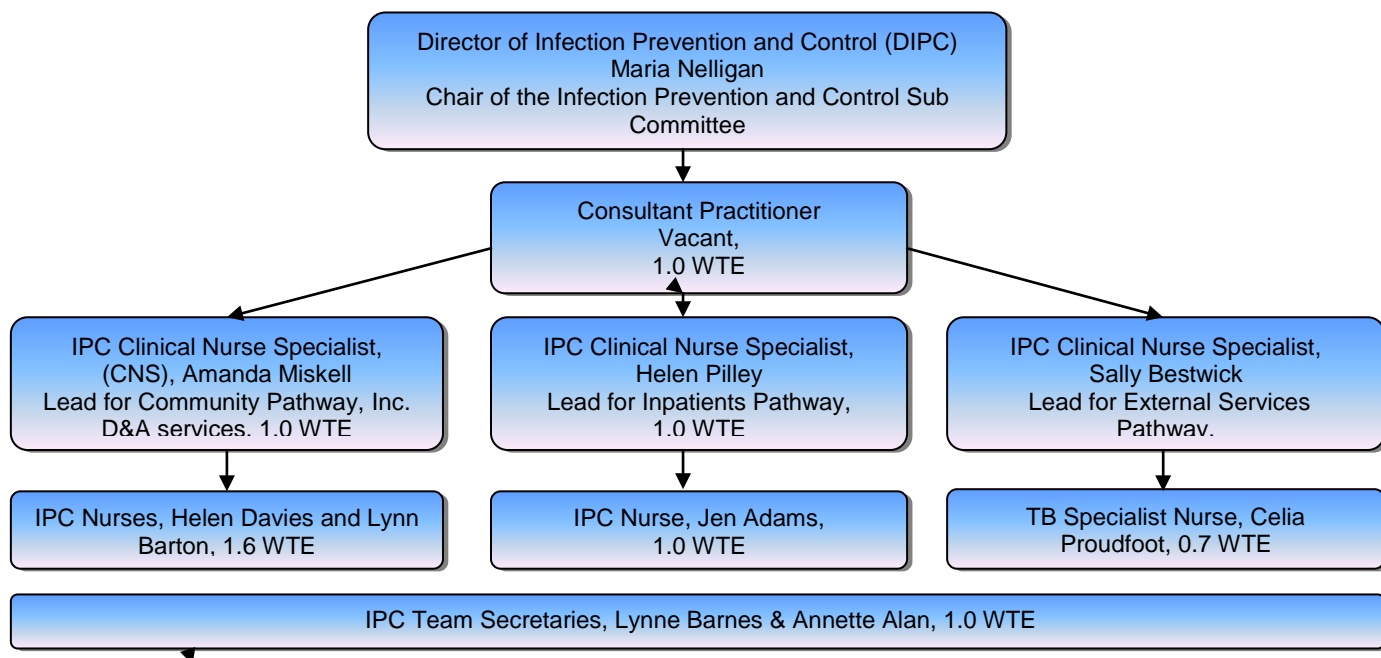 Director of Infection Prevention and Control (DIPC)
Maria Nelligan
Chair of the Infection Prevention and Control Sub
Committee
Consultant Practitioner
Vacant,
1.0 WTE
IPC Clinical Nurse Specialist,
(CNS), Amanda Miskell
Lead for Community Pathway, Inc.
D&A services. 1.0 WTE
IPC Clinical Nurse Specialist,
Helen Pilley
Lead for Inpatients Pathway,
1.0 WTE
IPC Clinical Nurse Specialist,
Sally Bestwick
Lead for External Services
Pathway.
IPC Nurses, Helen Davies and Lynn
Barton, 1.6 WTE
IPC Nurse, Jen Adams,
1.0 WTE
TB Specialist Nurse, Celia
Proudfoot, 0.7 WTE
IPC Team Secretaries, Lynne Barnes & Annette Alan, 1.0 WTE